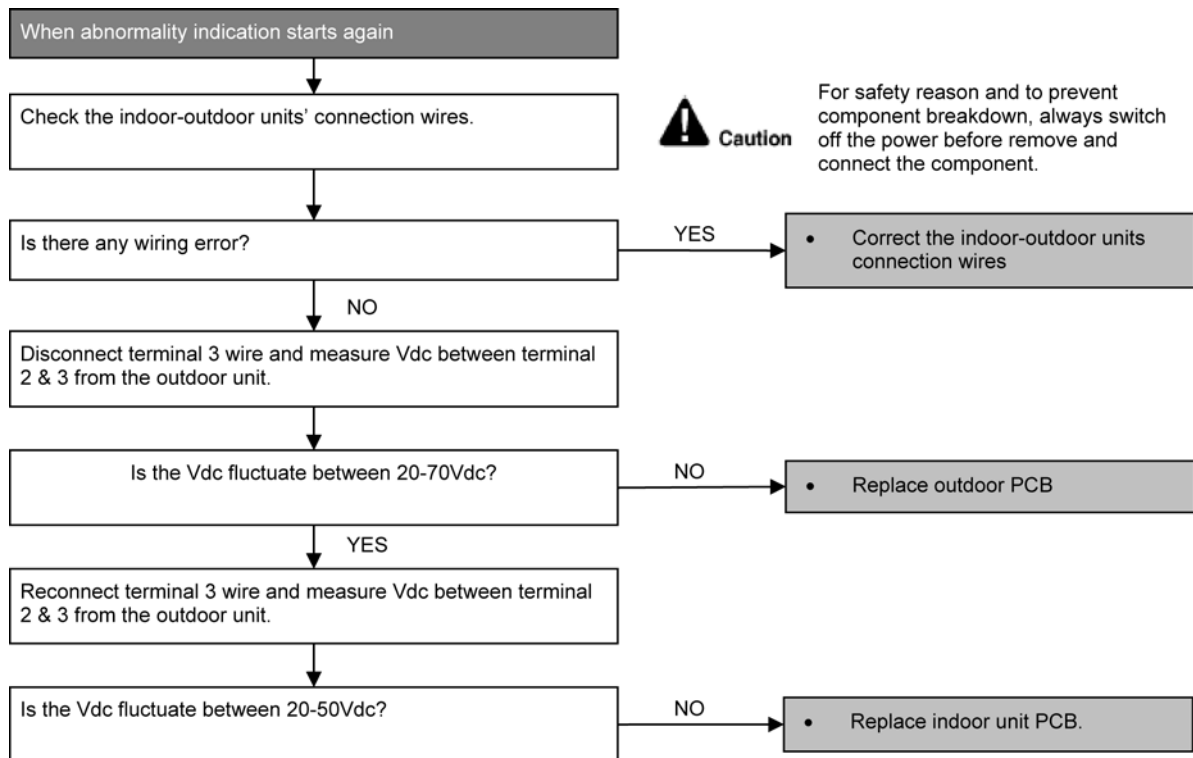 When abnormality indication starts again
Check the indoor-outdoor units' connection wires.
Caution
For safety reason and to prevent
component breakdown, always switch
off the power before remove and
connect the component.
Is there any wiring error?
YES
• Correct the indoor-outdoor units
connection wires
NO
Disconnect terminal 3 wire and measure Vdc between terminal
2 & 3 from the outdoor unit.
Is the Vdc fluctuate between 20-70Vdc?
NO
• Replace outdoor PCB
YES
Reconnect terminal 3 wire and measure Vdc between terminal
2 & 3 from the outdoor unit.
Is the Vdc fluctuate between 20-50Vdc?
NO
• Replace indoor unit PCB.